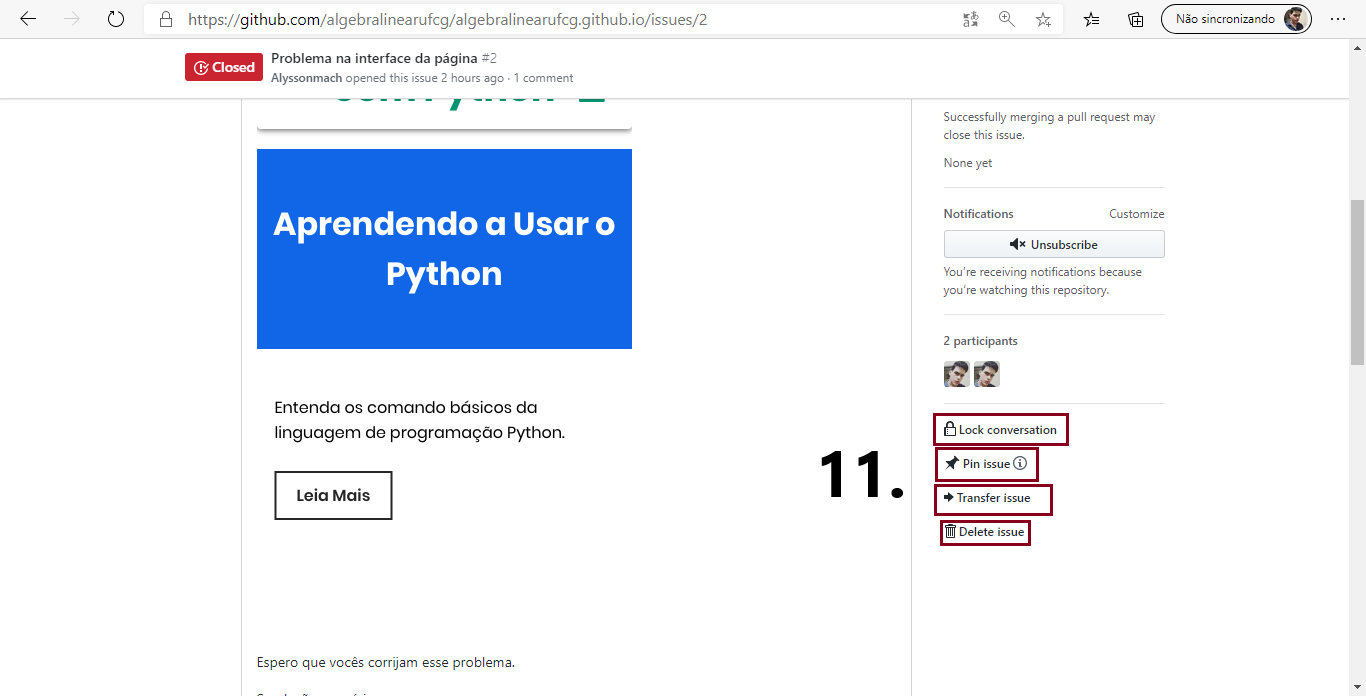 https://github.com/algebralinearufcg/algebralinearufcg.github.io/issues/2
Não sincronizando
Closed
Problema na interface da página #2
Alyssonmach opened this issue 2 hours ago · 1 comment
Aprendendo a Usar o
Python
Entenda os comando básicos da
linguagem de programação Python.
Leia Mais
Espero que vocês corrijam esse problema.
Successfully merging a pull request may
close this issue.
None yet
Notifications Customize
Unsubscribe
You're receiving notifications because
you're watching this repository.
2 participants
11.
Lock conversation
Pin issue
Transfer issue
Delete issue